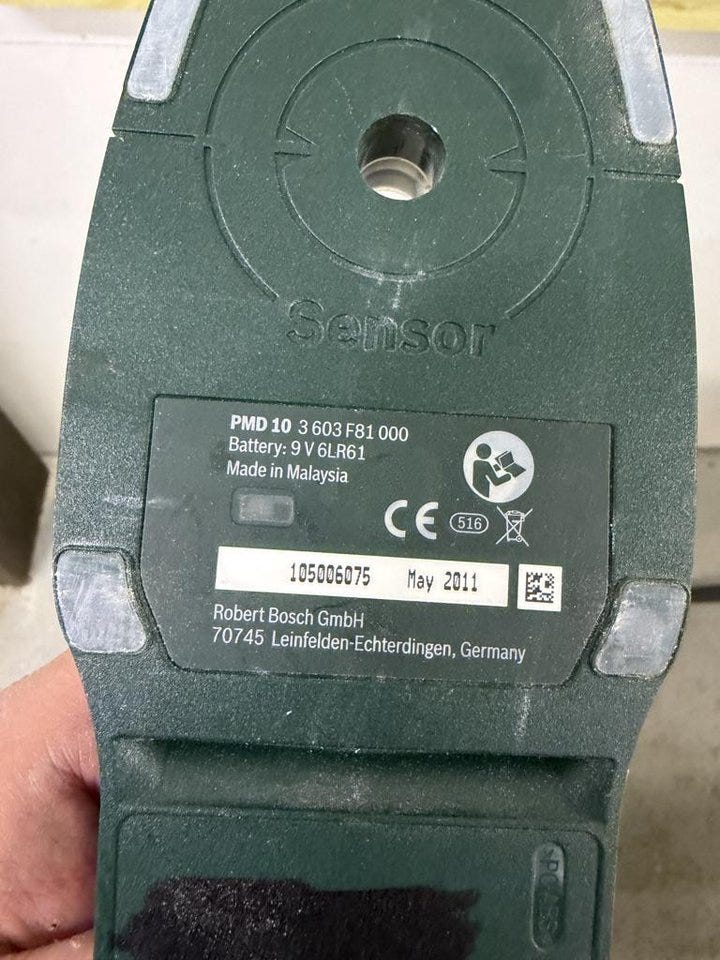 Sensor
PMD 10 3 603 F81 000
Battery: 9 V 6LR61
Made in Malaysia
CE 516
105006075 May 2011
Robert Bosch GmbH
70745 Leinfelden-Echterdingen, Germany